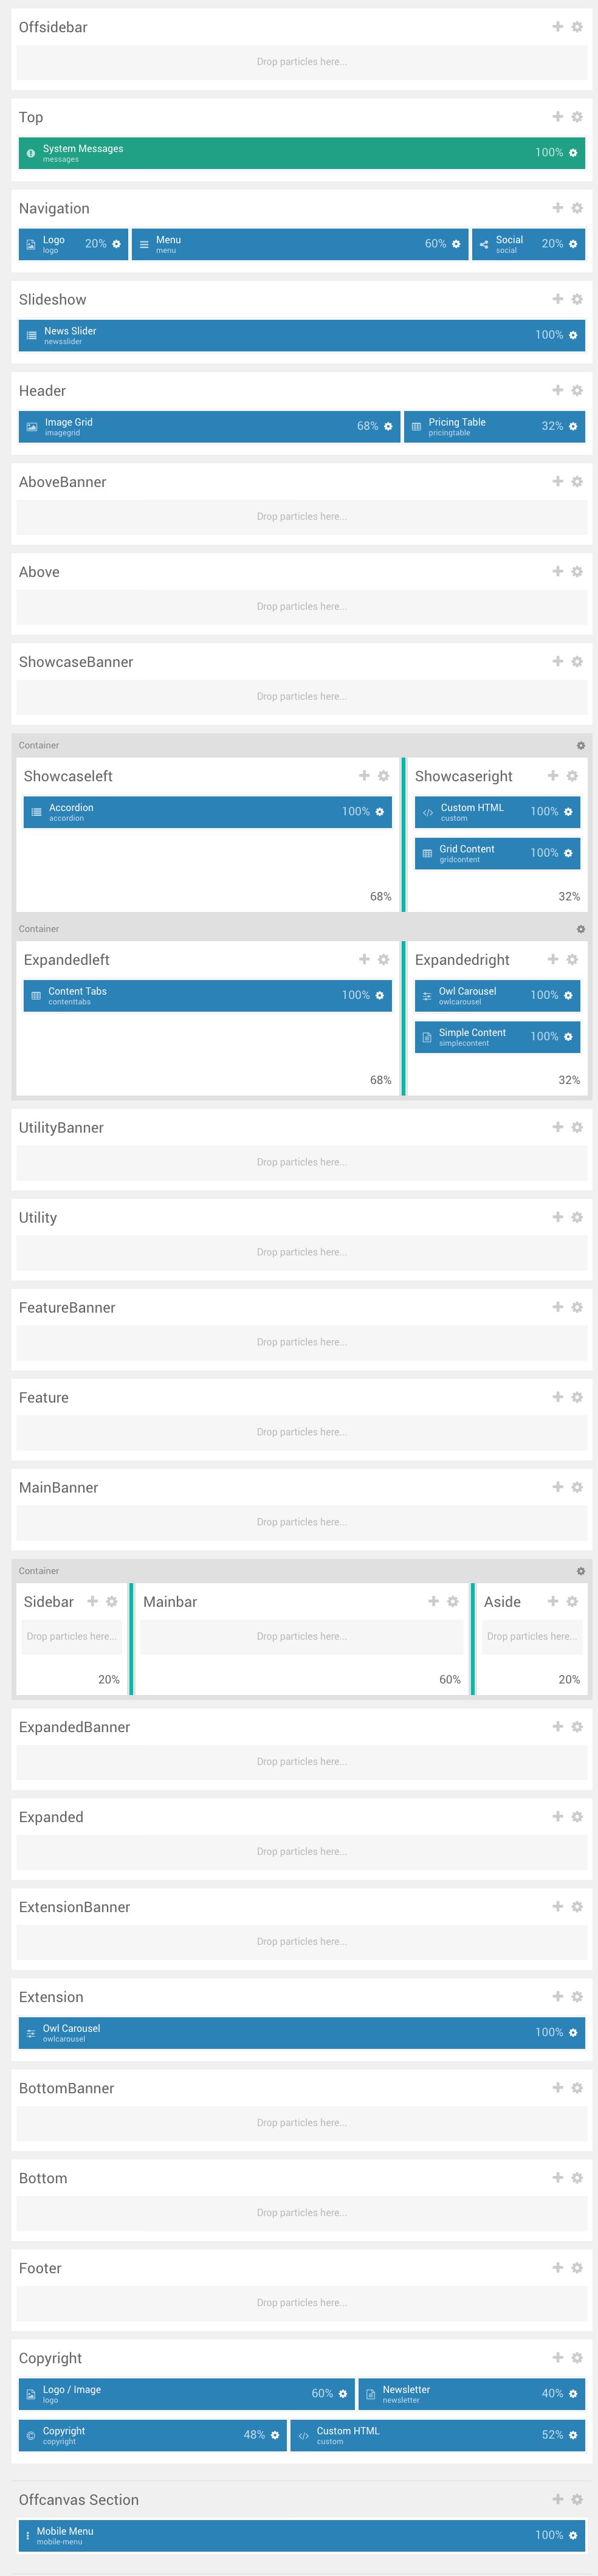 Offsidebar
Drop particles here...
Top
System Messages 100%
messages
Navigation
Logo 20% Menu 60% Social 20%
logo menu social
Slideshow
News Slider 100%
newsslider
Header
Image Grid 68% Pricing Table 32%
imagegrid pricingtable
AboveBanner
Drop particles here...
Above
Drop particles here...
ShowcaseBanner
Drop particles here...
Container
Showcaseleft Showcaseright
Accordion 100% Custom HTML 100%
accordion custom
Grid Content 100%
gridcontent
68% 32%
Container
Expandedleft Expandedright
Content Tabs 100% Owl Carousel 100%
contenttabs owlcarousel
Simple Content 100%
simplecontent
68% 32%
UtilityBanner
Drop particles here...
Utility
Drop particles here...
FeatureBanner
Drop particles here...
Feature
Drop particles here...
MainBanner
Drop particles here...
Container
Sidebar Mainbar Aside
Drop particles here... Drop particles here... Drop particles here...
20% 60% 20%
ExpandedBanner
Drop particles here...
Expanded
Drop particles here...
ExtensionBanner
Drop particles here...
Extension
Owl Carousel 100%
owlcarousel
BottomBanner
Drop particles here...
Bottom
Drop particles here...
Footer
Drop particles here...
Copyright
Logo / Image 60% Newsletter 40%
logo newsletter
Copyright 48% Custom HTML 52%
copyright custom
Offcanvas Section
Mobile Menu 100%
mobile-menu